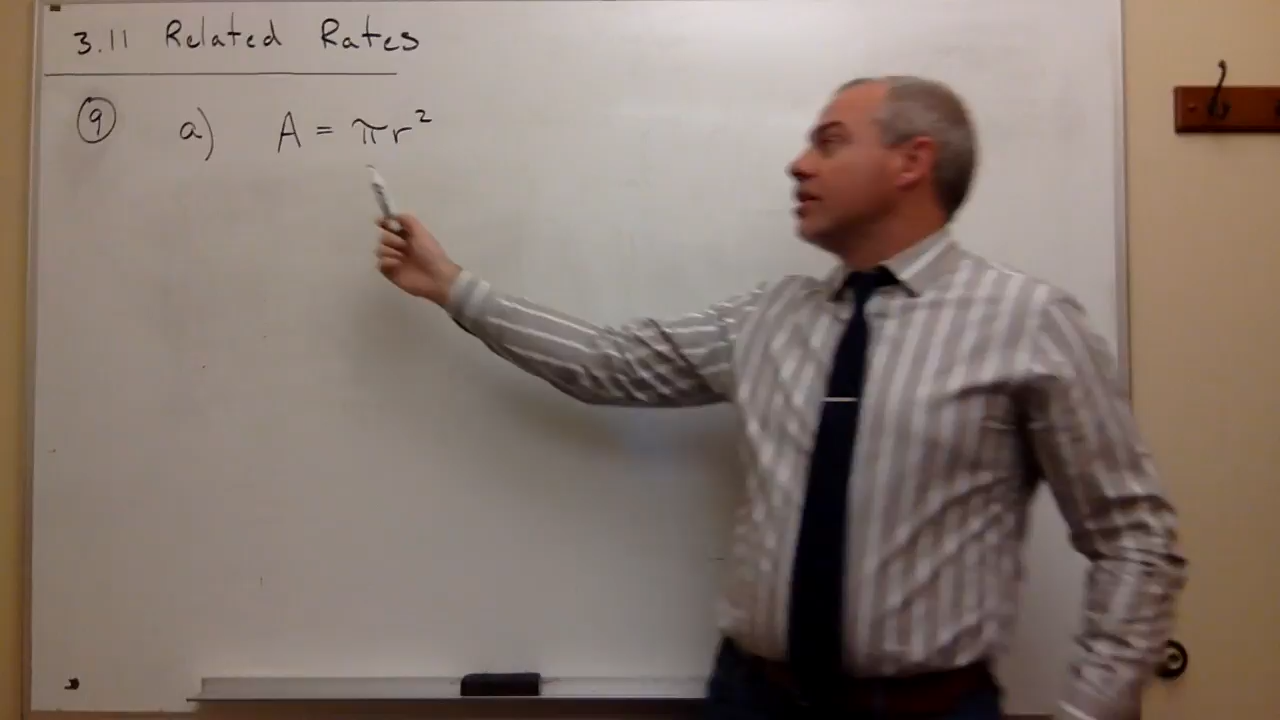 3.11 Related Rates
9 a) A = πr²